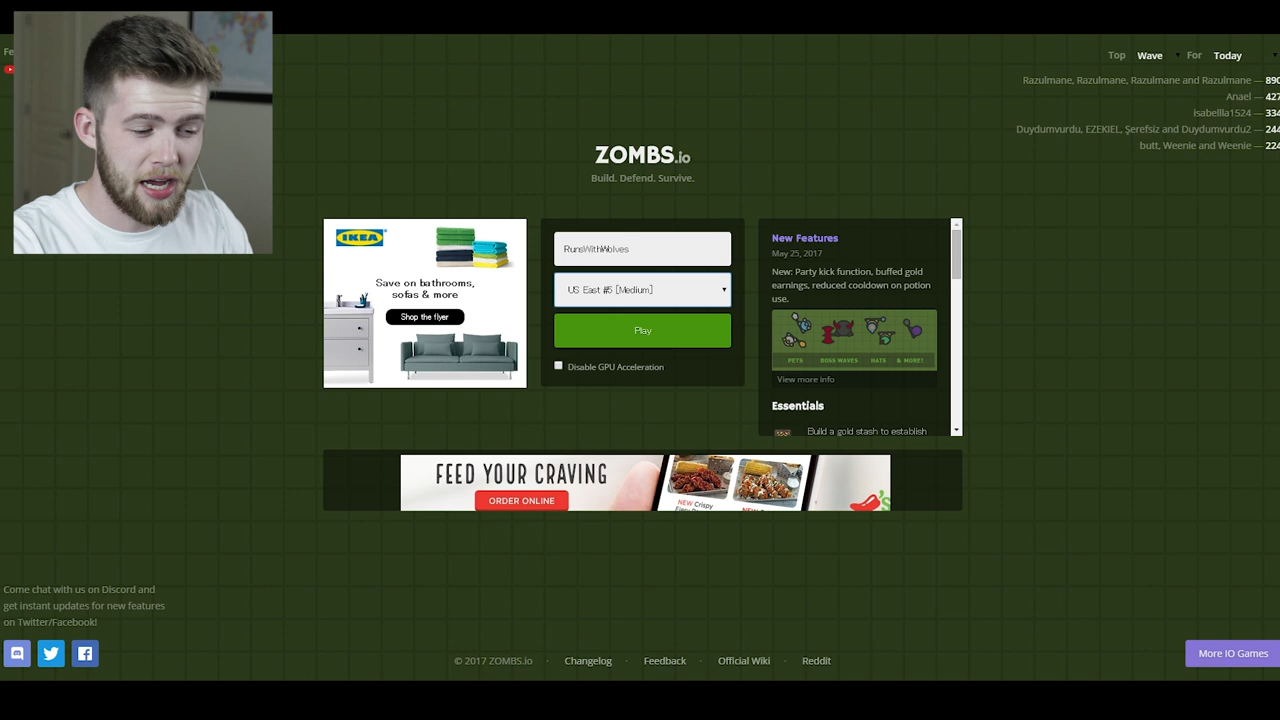 Fe
Top Wave For Today
Razulmane, Razulmane, Razulmane and Razulmane — 890
Anael — 427
isabellla1524 — 334
Duydumvurdu, EZEKIEL, Şerefsiz and Duydumvurdu2 — 244
butt, Weenie and Weenie — 224
ZOMBS.io
Build. Defend. Survive.
IKEA
Save on bathrooms,
sofas & more
Shop the flyer
RunsWithWolves
US East #5 [Medium]
Play
Disable GPU Acceleration
New Features
May 25, 2017
New: Party kick function, buffed gold
earnings, reduced cooldown on potion
use.
PETS BOSS WAVES HATS & MORE!
View more info
Essentials
Build a gold stash to establish
FEED YOUR CRAVING
ORDER ONLINE
NEW Crispy
NEW
Come chat with us on Discord and
get instant updates for new features
on Twitter/Facebook!
© 2017 ZOMBS.io · Changelog · Feedback · Official Wiki · Reddit
More IO Games